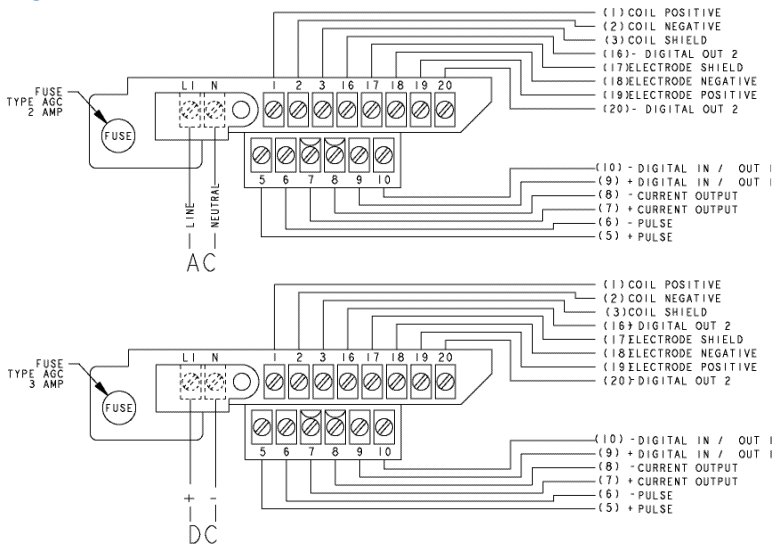 (1) COIL POSITIVE
(2) COIL NEGATIVE
(3) COIL SHIELD
(16)- DIGITAL OUT 2
(17)ELECTRODE SHIELD
(18)ELECTRODE NEGATIVE
(19)ELECTRODE POSITIVE
(20)- DIGITAL OUT 2
FUSE
TYPE AGC
2 AMP
FUSE
L1 N
1 2 3 16 17 18 19 20
5 6 7 8 9 10
LINE
NEUTRAL
AC
(10) - DIGITAL IN / OUT 1
(9) + DIGITAL IN / OUT 1
(8) - CURRENT OUTPUT
(7) + CURRENT OUTPUT
(6) - PULSE
(5) + PULSE
(1) COIL POSITIVE
(2) COIL NEGATIVE
(3)COIL SHIELD
(16)+ DIGITAL OUT 2
(17)ELECTRODE SHIELD
(18)ELECTRODE NEGATIVE
(19)ELECTRODE POSITIVE
(20)- DIGITAL OUT 2
FUSE
TYPE AGC
3 AMP
FUSE
L1 N
1 2 3 16 17 18 19 20
5 6 7 8 9 10
+ -
DC
(10) - DIGITAL IN / OUT 1
(9) + DIGITAL IN / OUT 1
(8) - CURRENT OUTPUT
(7) + CURRENT OUTPUT
(6) - PULSE
(5) + PULSE